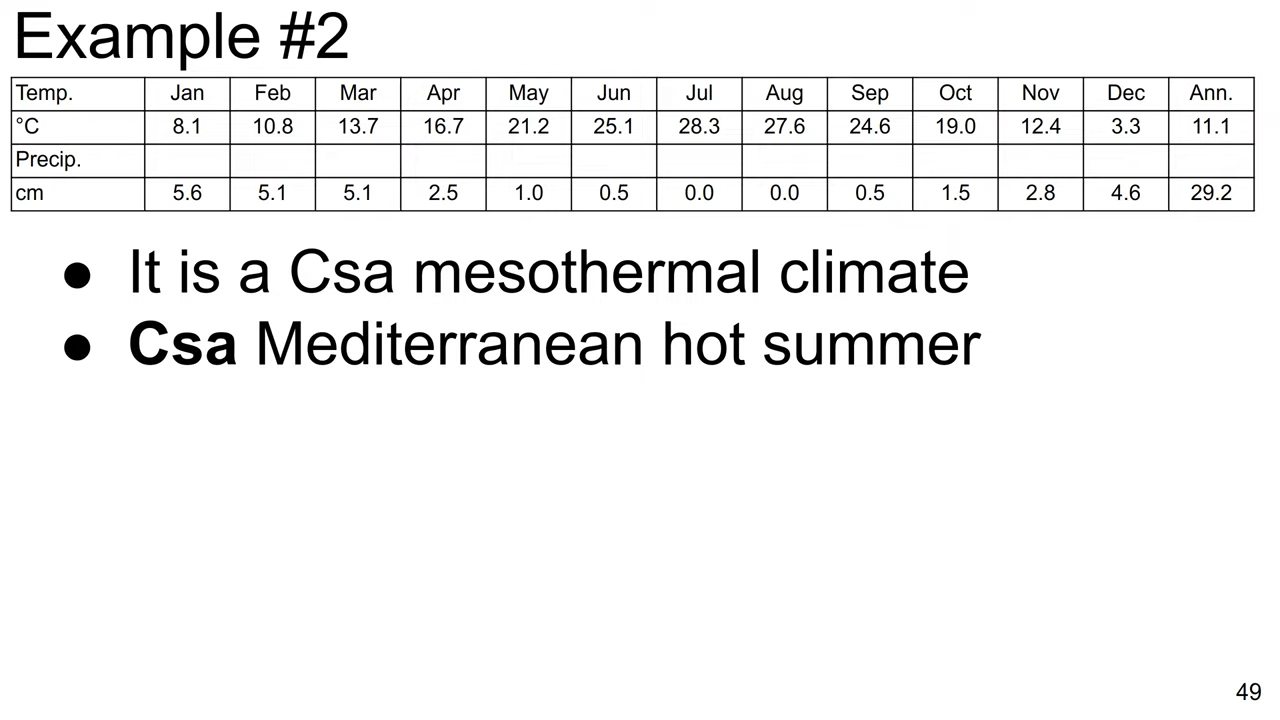 Example #2
Temp. Jan Feb Mar Apr May Jun Jul Aug Sep Oct Nov Dec Ann.
°C 8.1 10.8 13.7 16.7 21.2 25.1 28.3 27.6 24.6 19.0 12.4 3.3 11.1
Precip.
cm 5.6 5.1 5.1 2.5 1.0 0.5 0.0 0.0 0.5 1.5 2.8 4.6 29.2
● It is a Csa mesothermal climate
● Csa Mediterranean hot summer
49